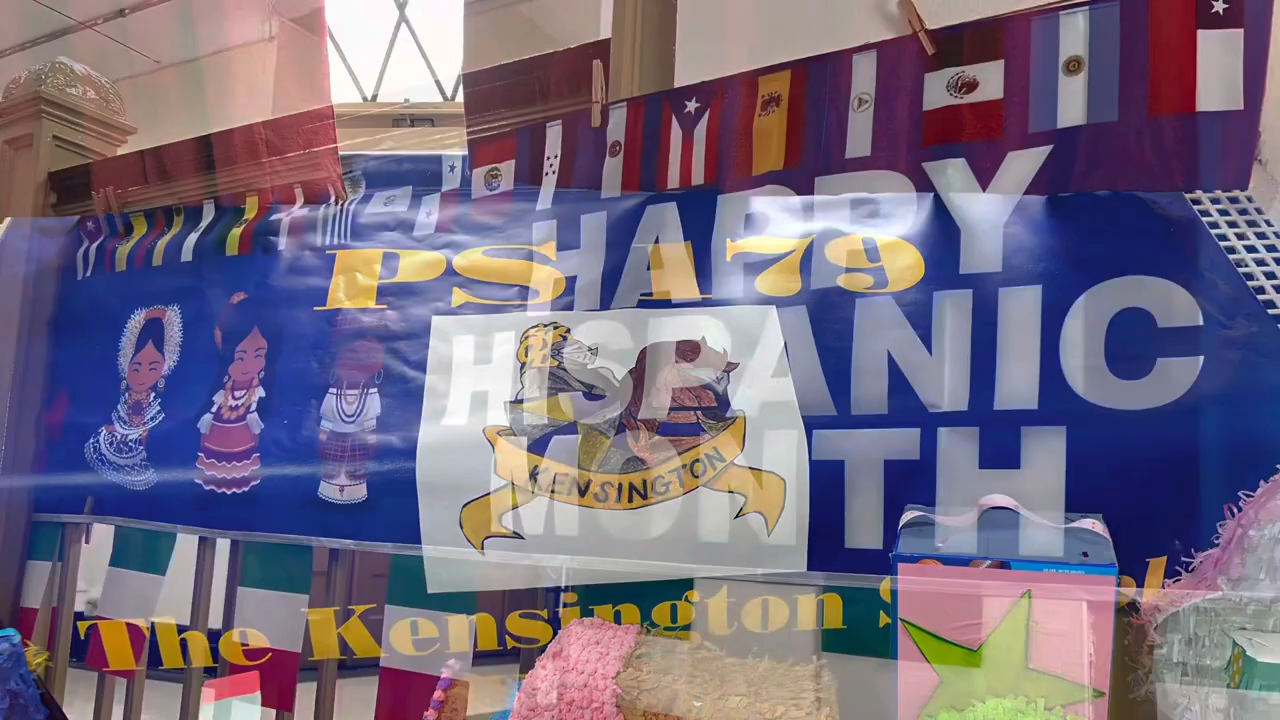 HAPPY
PS 179
HISPANIC
KENSINGTON
MONTH
The Kensington